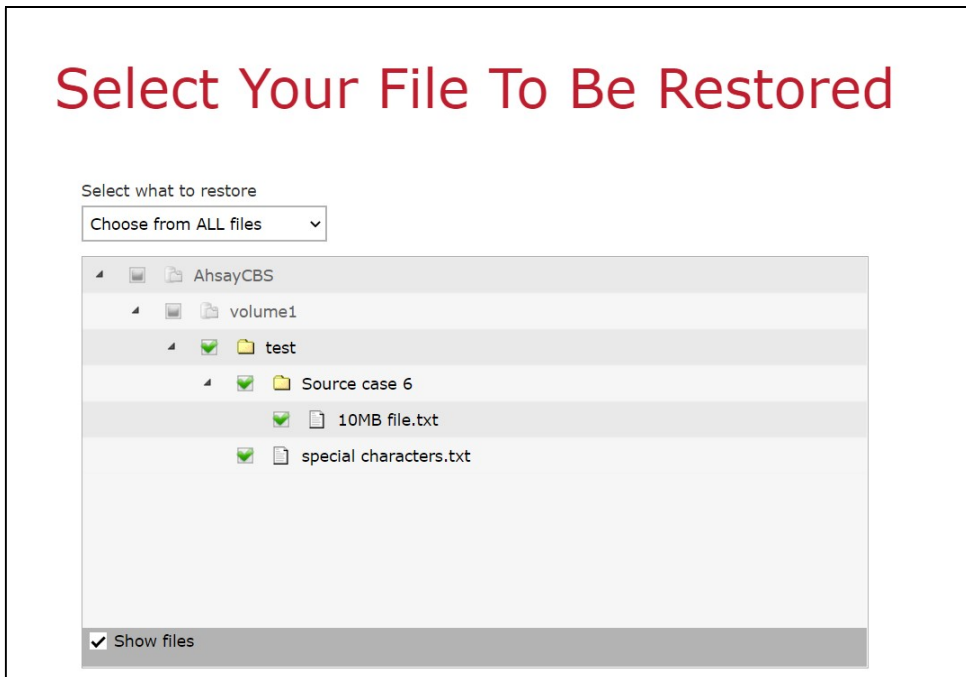 Select Your File To Be Restored
Select what to restore
Choose from ALL files
AhsayCBS
volume1
test
Source case 6
10MB file.txt
special characters.txt
Show files